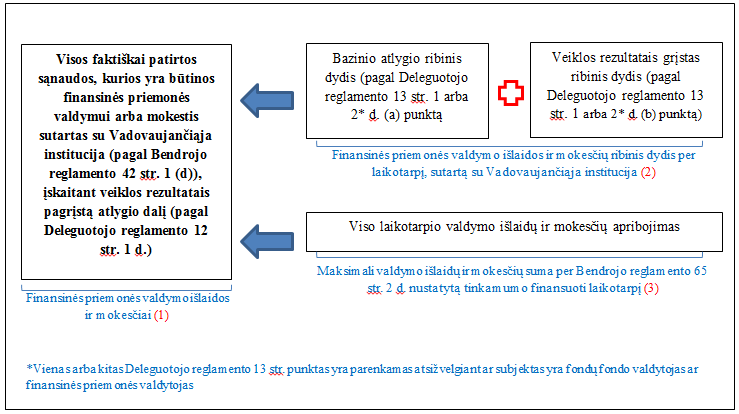 Visos faktiškai patirtos
sąnaudos, kurios yra būtinos
finansinės priemonės
valdymui arba mokestis
sutartas su Vadovaujančiąja
institucija (pagal Bendrojo
reglamento 42 str. 1 (d)),
įskaitant veiklos rezultatais
pagrįstą atlygio dalį (pagal
Deleguotojo reglamento 12
str. 1 d.)
Finansinės priemonės valdymo išlaidos
ir mokesčiai (1)
Bazinio atlygio ribinis
dydis (pagal Deleguotojo
reglamento 13 str. 1 arba
2* d. (a) punktą
Veiklos rezultatais grįstas
ribinis dydis (pagal
Deleguotojo reglamento 13
str. 1 arba 2* d. (b) punktą)
Finansinės priemonės valdymo išlaidos ir mokesčių ribinis dydis per
laikotarpį, sutartą su Vadovaujančiąja institucija (2)
Viso laikotarpio valdymo išlaidų ir mokesčių apribojimas
Maksimali valdymo išlaidų ir mokesčių suma per Bendrojo reglamento 65
str. 2 d. nustatytą tinkamumo finansuoti laikotarpį (3)
*Vienas arba kitas Deleguotojo reglamento 13 str. punktas yra parenkamas atsižvelgiant ar subjektas yra fondų fondo valdytojas ar
finansinės priemonės valdytojas